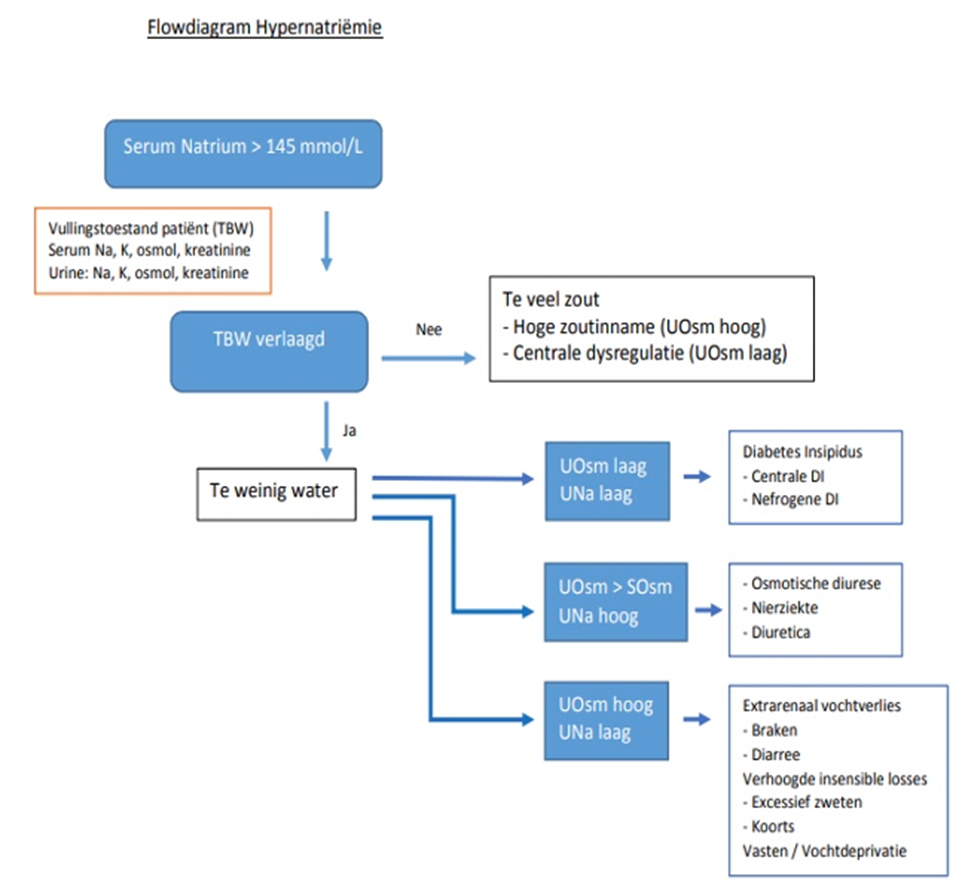 Flowdiagram Hypernatriëmie
Serum Natrium > 145 mmol/L
Vullingstoestand patiënt (TBW)
Serum Na, K, osmol, kreatinine
Urine: Na, K, osmol, kreatinine
TBW verlaagd
Nee
Te veel zout
- Hoge zoutinname (UOsm hoog)
- Centrale dysregulatie (UOsm laag)
Ja
Te weinig water
UOsm laag
UNa laag
Diabetes Insipidus
- Centrale DI
- Nefrogene DI
UOsm > SOsm
UNa hoog
- Osmotische diurese
- Nierziekte
- Diuretica
UOsm hoog
UNa laag
Extrarenaal vochtverlies
- Braken
- Diarree
Verhoogde insensible losses
- Excessief zweten
- Koorts
Vasten / Vochtdeprivatie